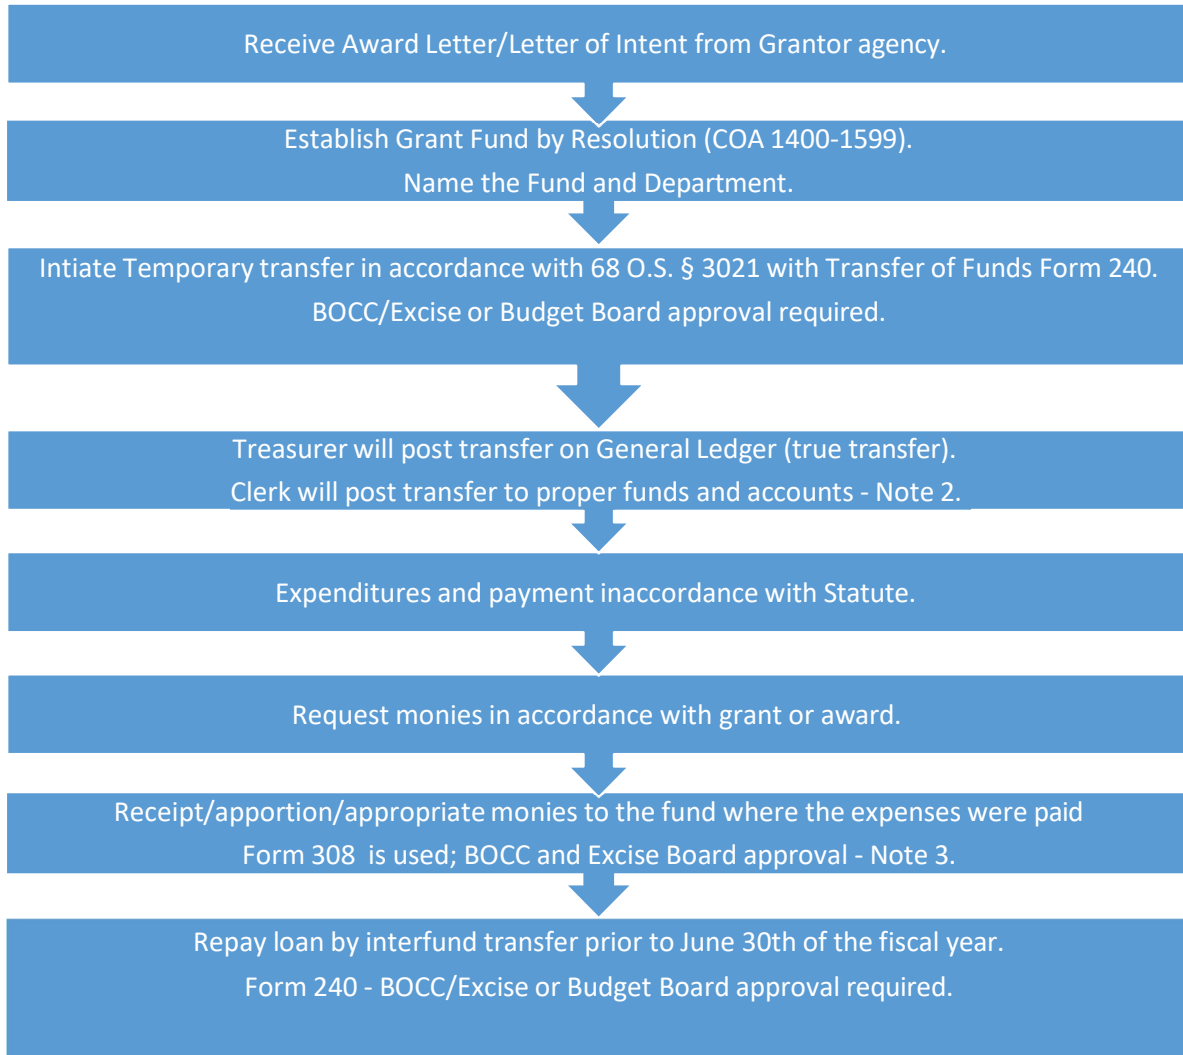 Receive Award Letter/Letter of Intent from Grantor agency.
Establish Grant Fund by Resolution (COA 1400-1599).
Name the Fund and Department.
Intiate Temporary transfer in accordance with 68 O.S. § 3021 with Transfer of Funds Form 240.
BOCC/Excise or Budget Board approval required.
Treasurer will post transfer on General Ledger (true transfer).
Clerk will post transfer to proper funds and accounts - Note 2.
Expenditures and payment inaccordance with Statute.
Request monies in accordance with grant or award.
Receipt/apportion/appropriate monies to the fund where the expenses were paid
Form 308 is used; BOCC and Excise Board approval - Note 3.
Repay loan by interfund transfer prior to June 30th of the fiscal year.
Form 240 - BOCC/Excise or Budget Board approval required.